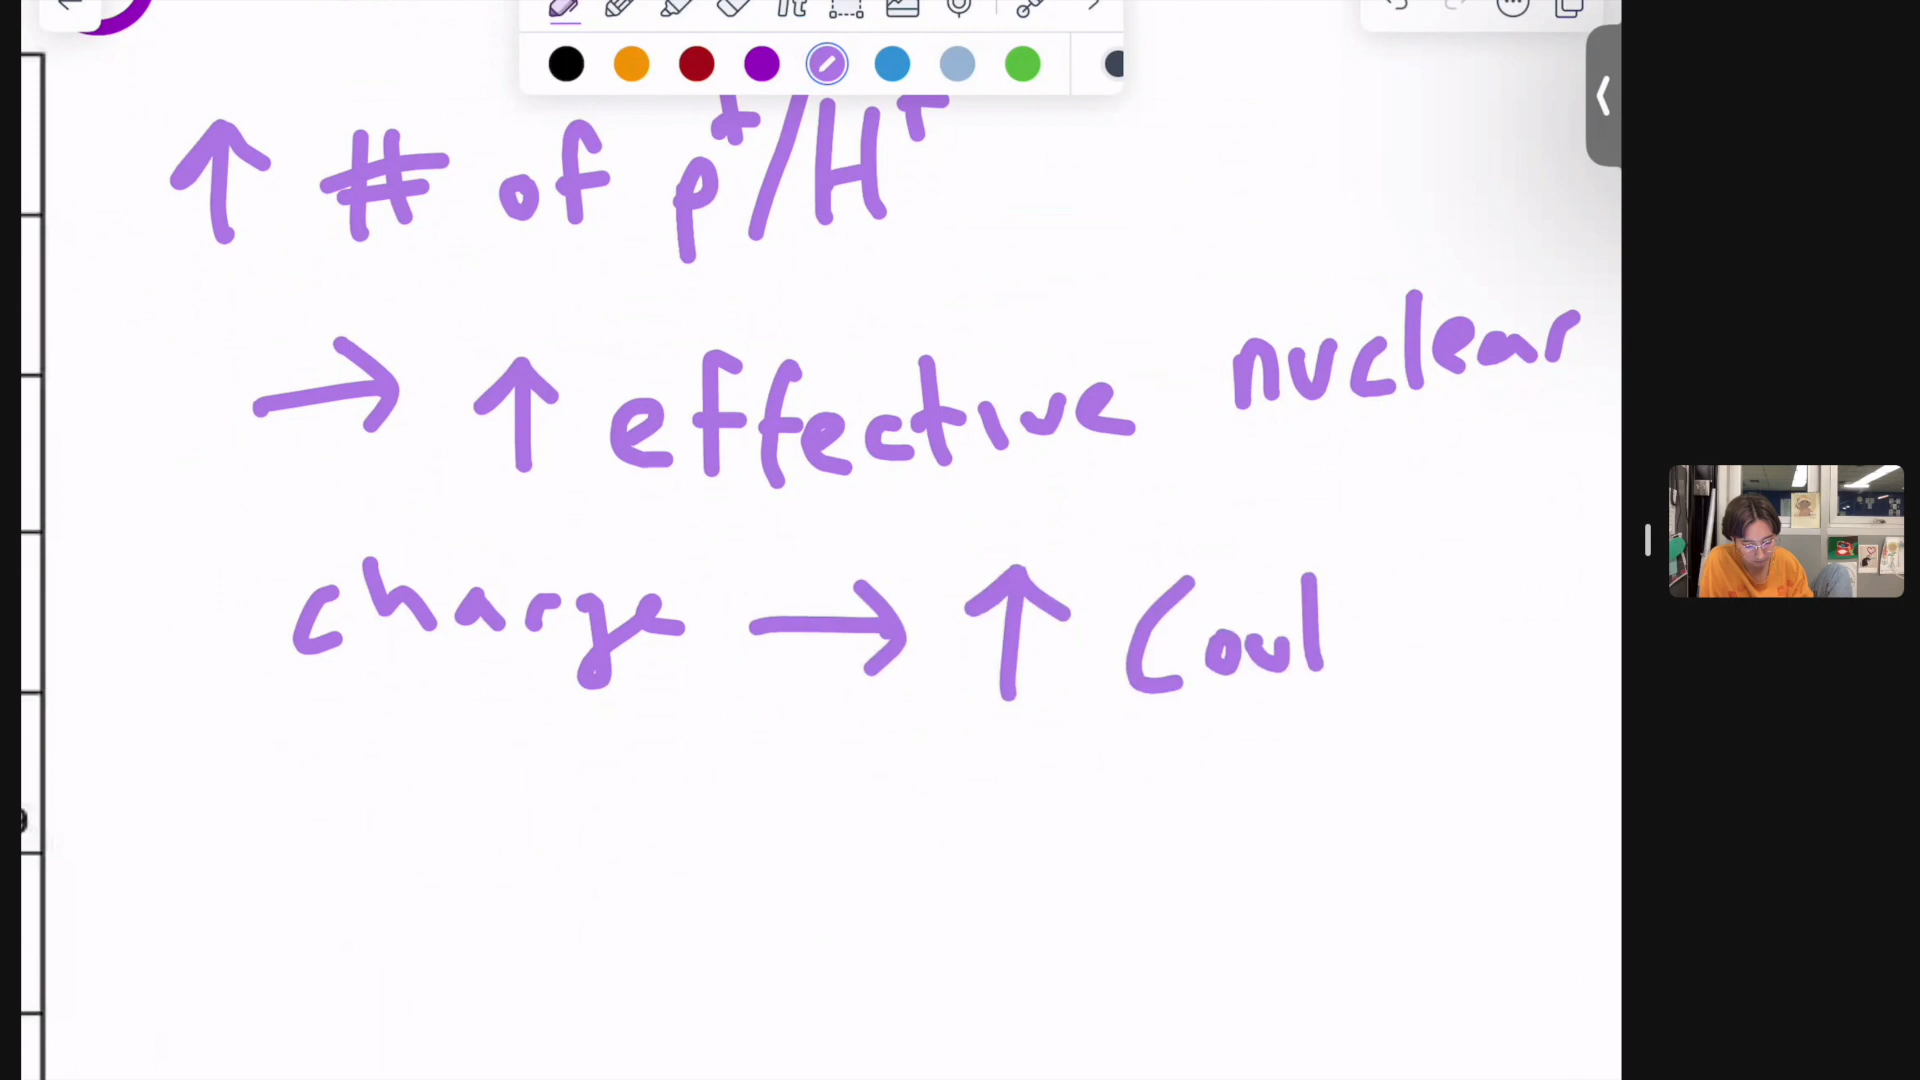 ↑ # of p⁺/H⁺
→ ↑ effective nuclear
charge → ↑ Coul